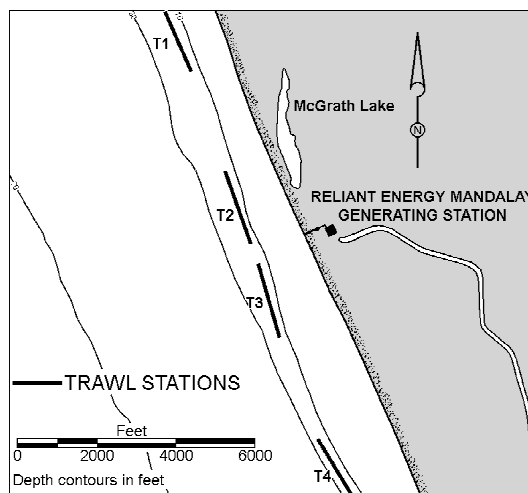 T1
McGrath Lake
N
RELIANT ENERGY MANDALAY
GENERATING STATION
T2
T3
TRAWL STATIONS
Feet
0 2000 4000 6000
Depth contours in feet
T4